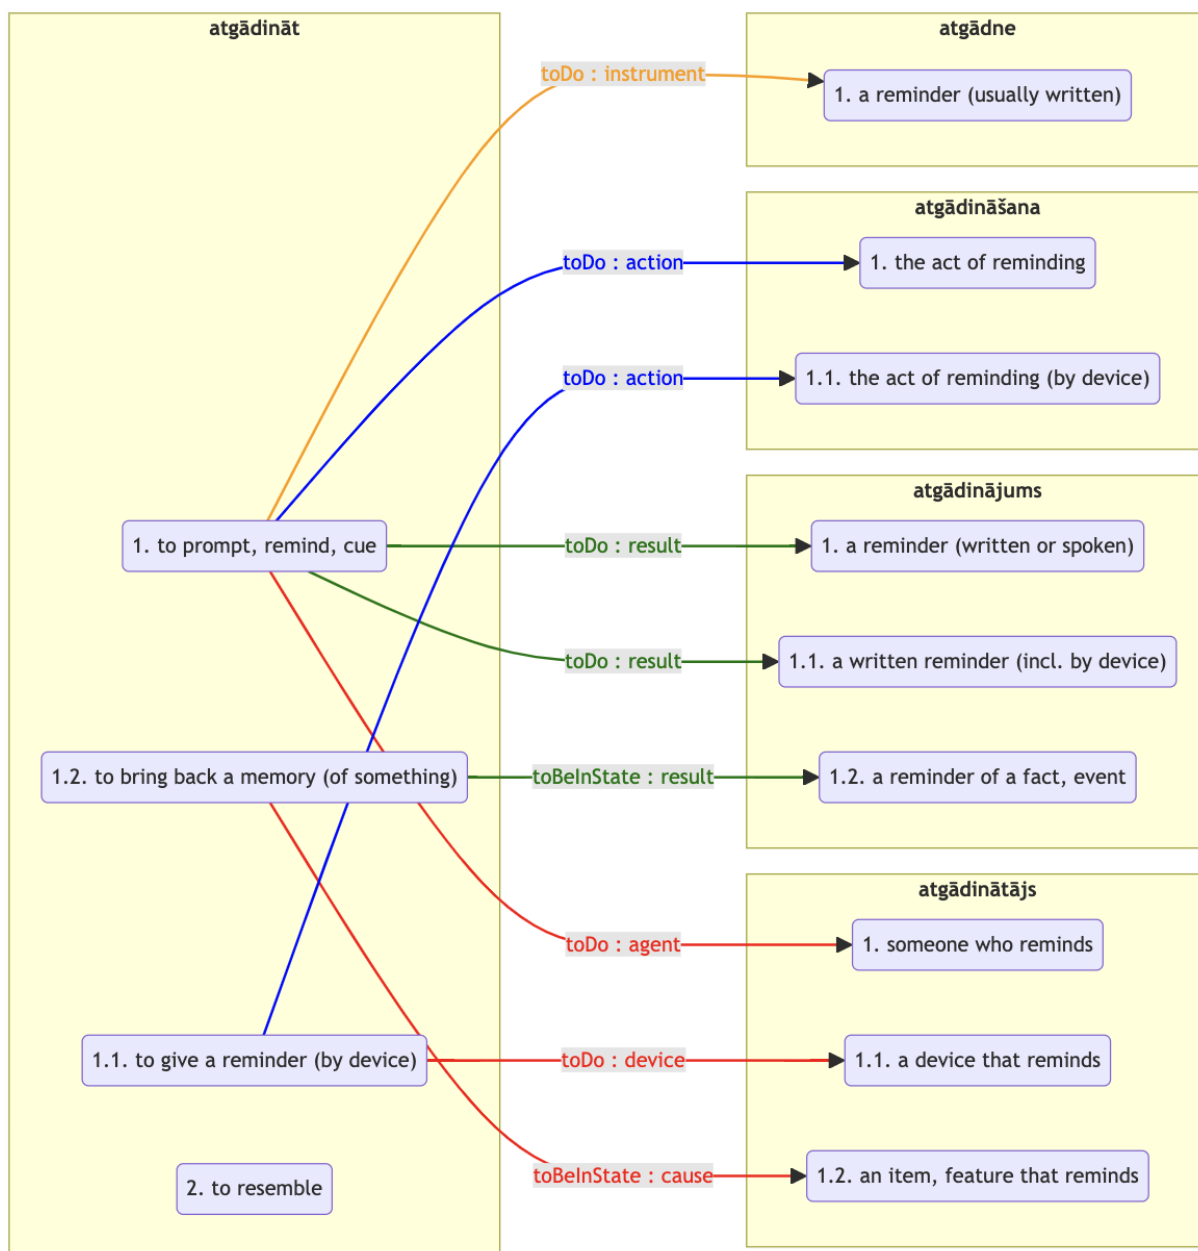 atgādināt
1. to prompt, remind, cue
1.2. to bring back a memory (of something)
1.1. to give a reminder (by device)
2. to resemble
toDo : instrument
toDo : action
toDo : action
toDo : result
toDo : result
toBeInState : result
toDo : agent
toDo : device
toBeInState : cause
atgādne
1. a reminder (usually written)
atgādināšana
1. the act of reminding
1.1. the act of reminding (by device)
atgādinājums
1. a reminder (written or spoken)
1.1. a written reminder (incl. by device)
1.2. a reminder of a fact, event
atgādinātājs
1. someone who reminds
1.1. a device that reminds
1.2. an item, feature that reminds